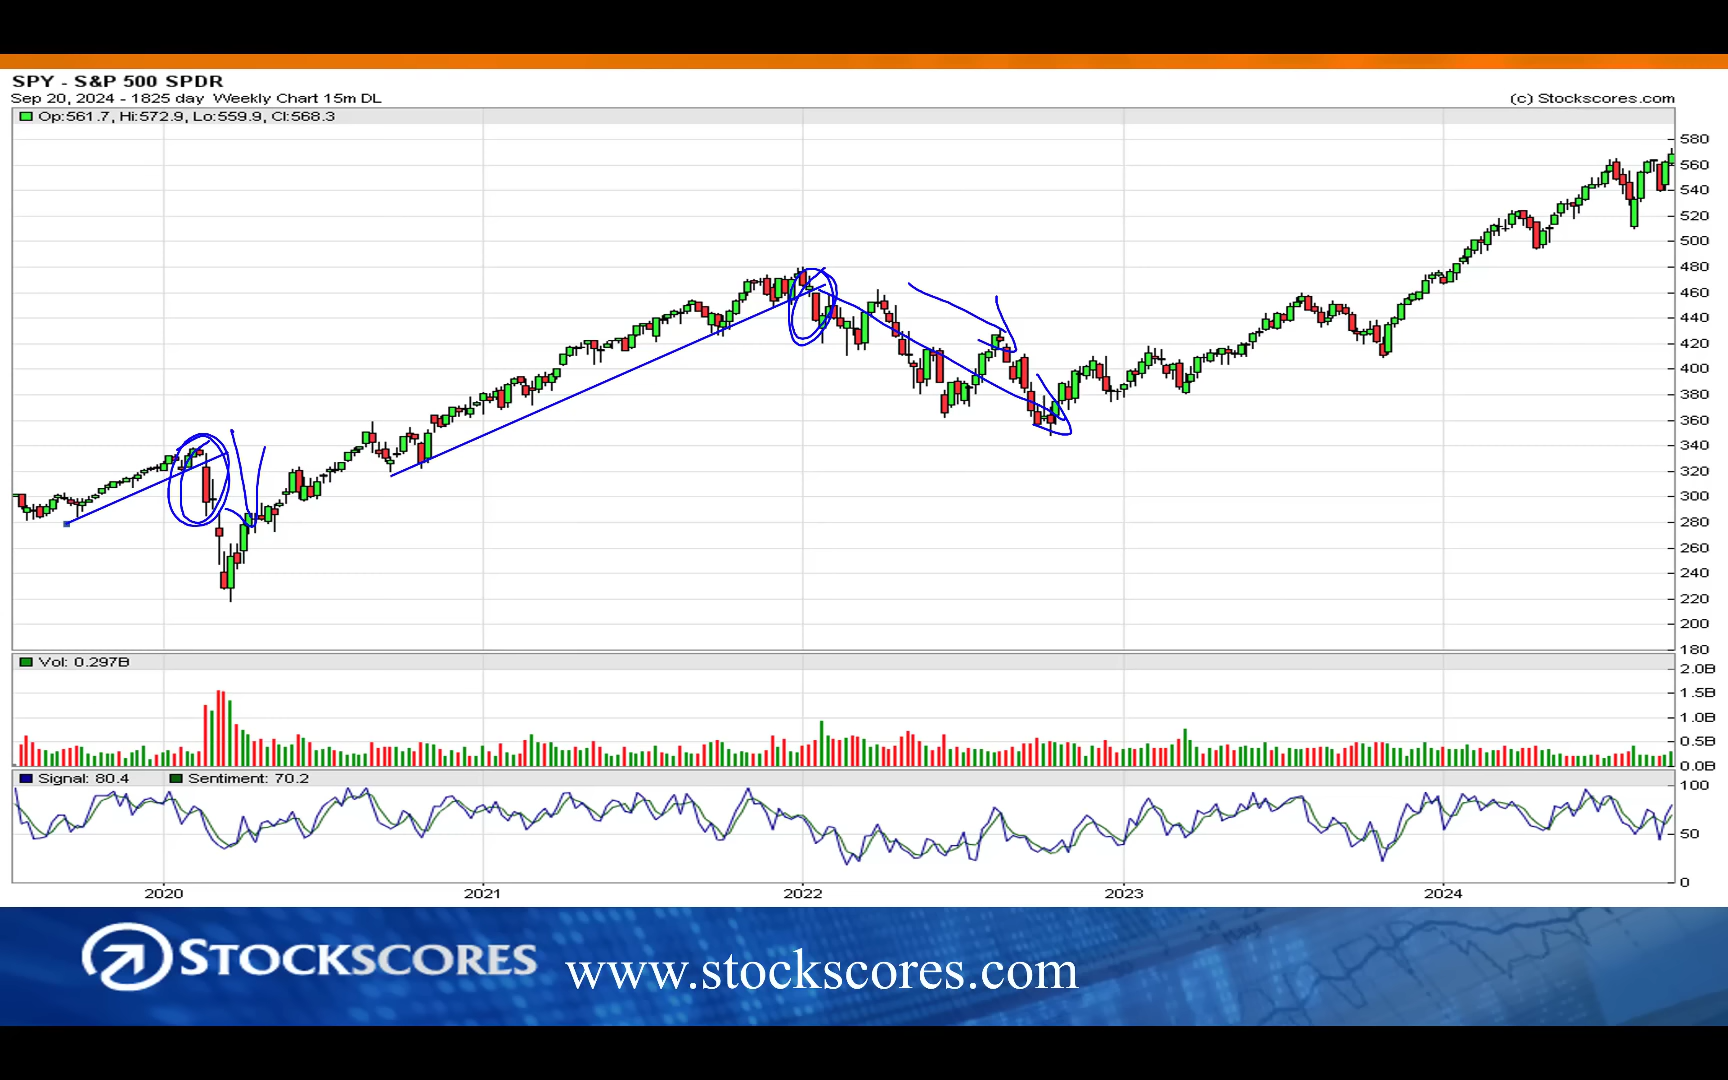 SPY - S&P 500 SPDR
Sep 20, 2024 - 1825 day Weekly Chart 15m DL
(c) Stockscores.com
Op:561.7, Hi:572.9, Lo:559.9, Cl:568.3
580
560
540
520
500
480
460
440
420
400
380
360
340
320
300
280
260
240
220
200
180
Vol: 0.297B
2.0B
1.5B
1.0B
0.5B
0.0B
Signal: 80.4 Sentiment: 70.2
100
50
0
2020 2021 2022 2023 2024
STOCKSCORES www.stockscores.com